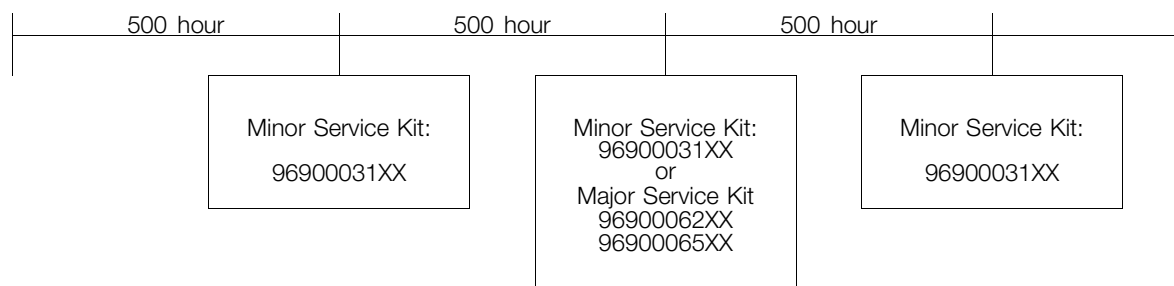 500 hour
500 hour
500 hour
Minor Service Kit:
96900031XX
Minor Service Kit:
96900031XX
or
Major Service Kit
96900062XX
96900065XX
Minor Service Kit:
96900031XX